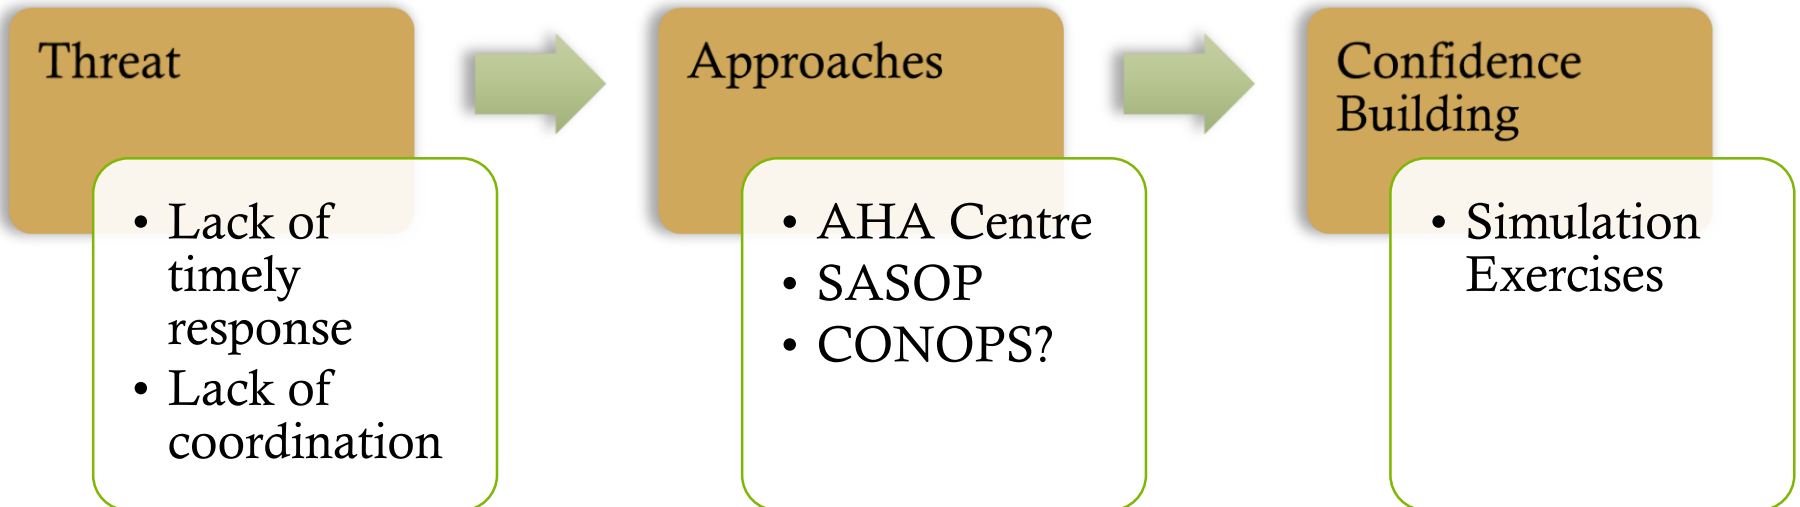 Threat
• Lack of
timely
response
• Lack of
coordination
Approaches
• AHA Centre
• SASOP
• CONOPS?
Confidence
Building
• Simulation
Exercises